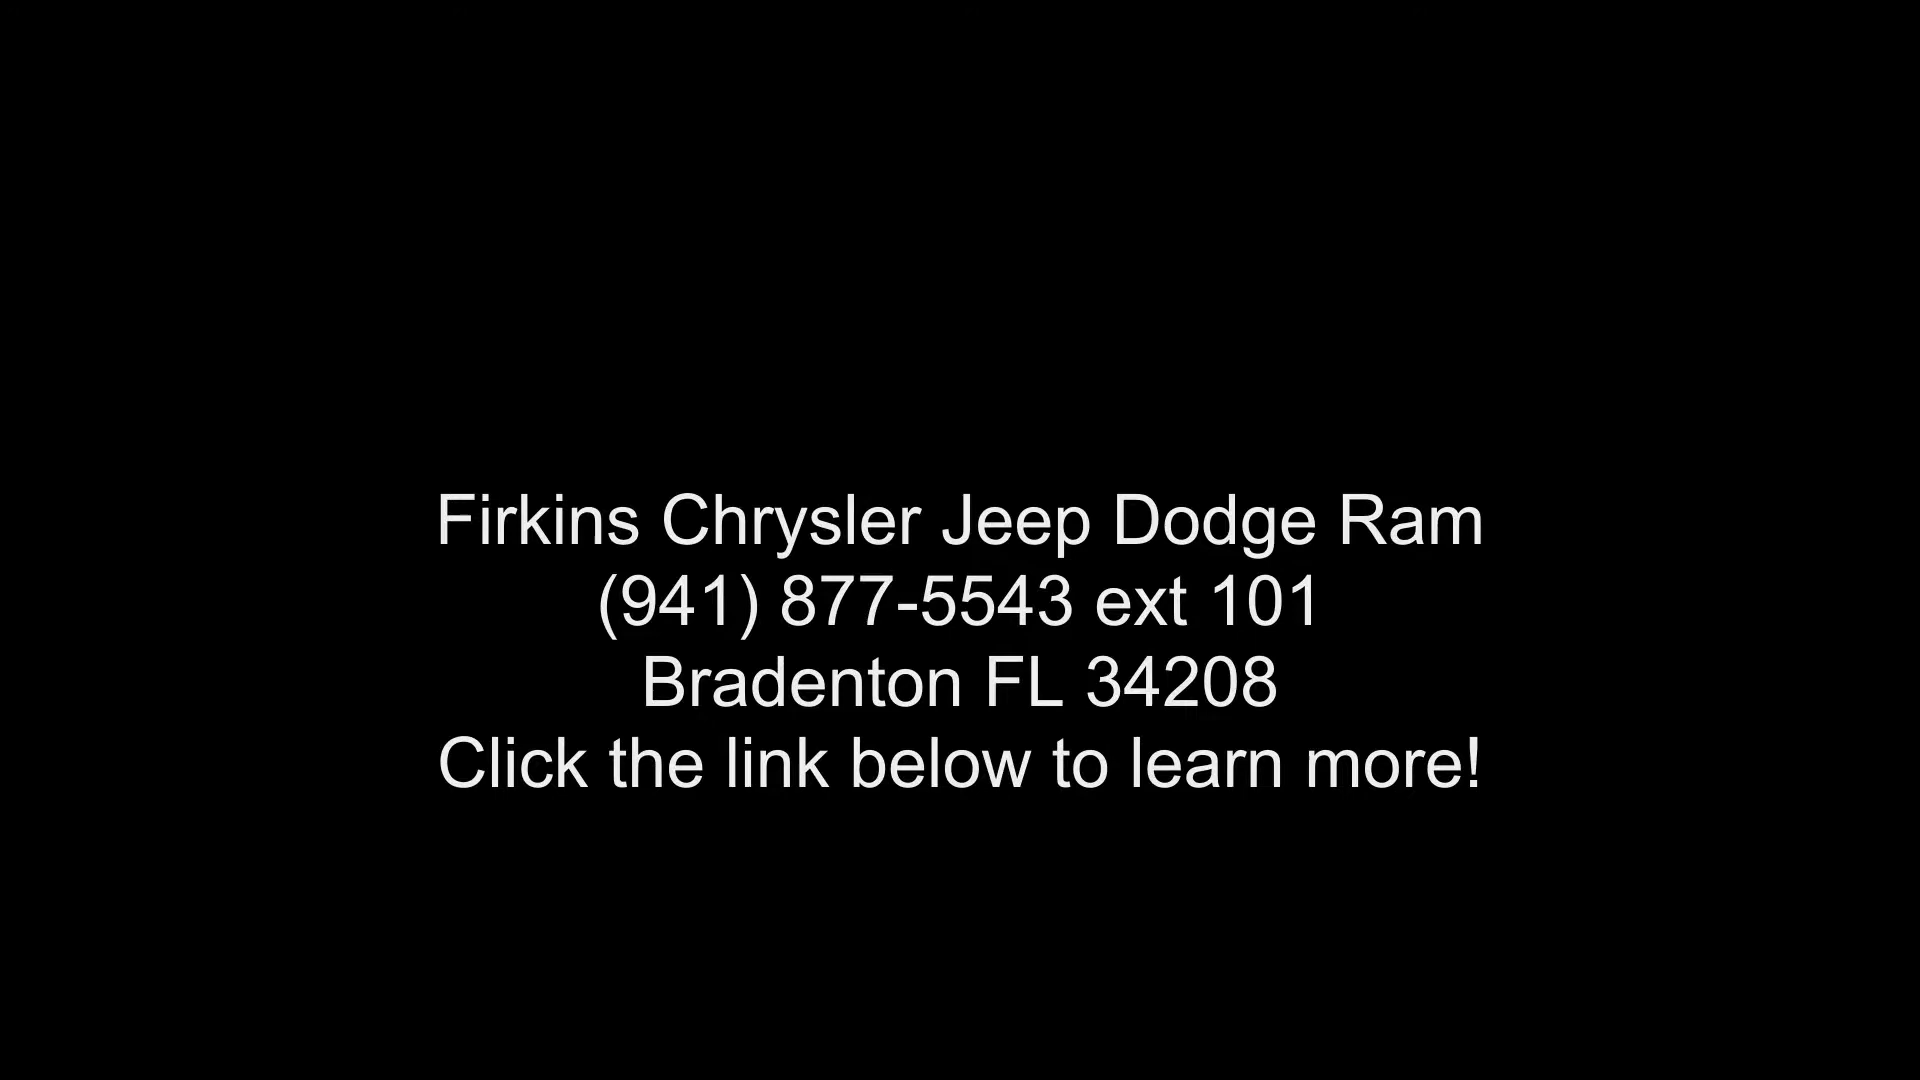 Firkins Chrysler Jeep Dodge Ram
(941) 877-5543 ext 101
Bradenton FL 34208
Click the link below to learn more!